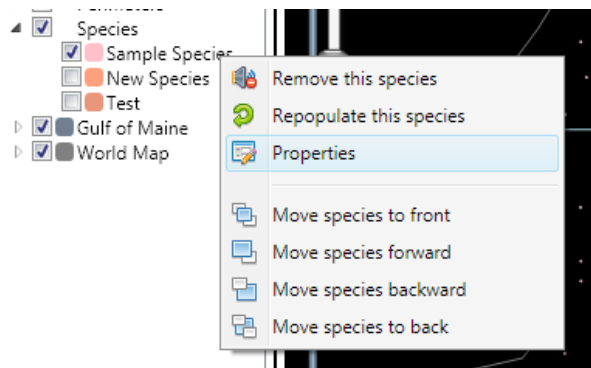 Species
Sample Species
New Species
Test
Gulf of Maine
World Map
Remove this species
Repopulate this species
Properties
Move species to front
Move species forward
Move species backward
Move species to back